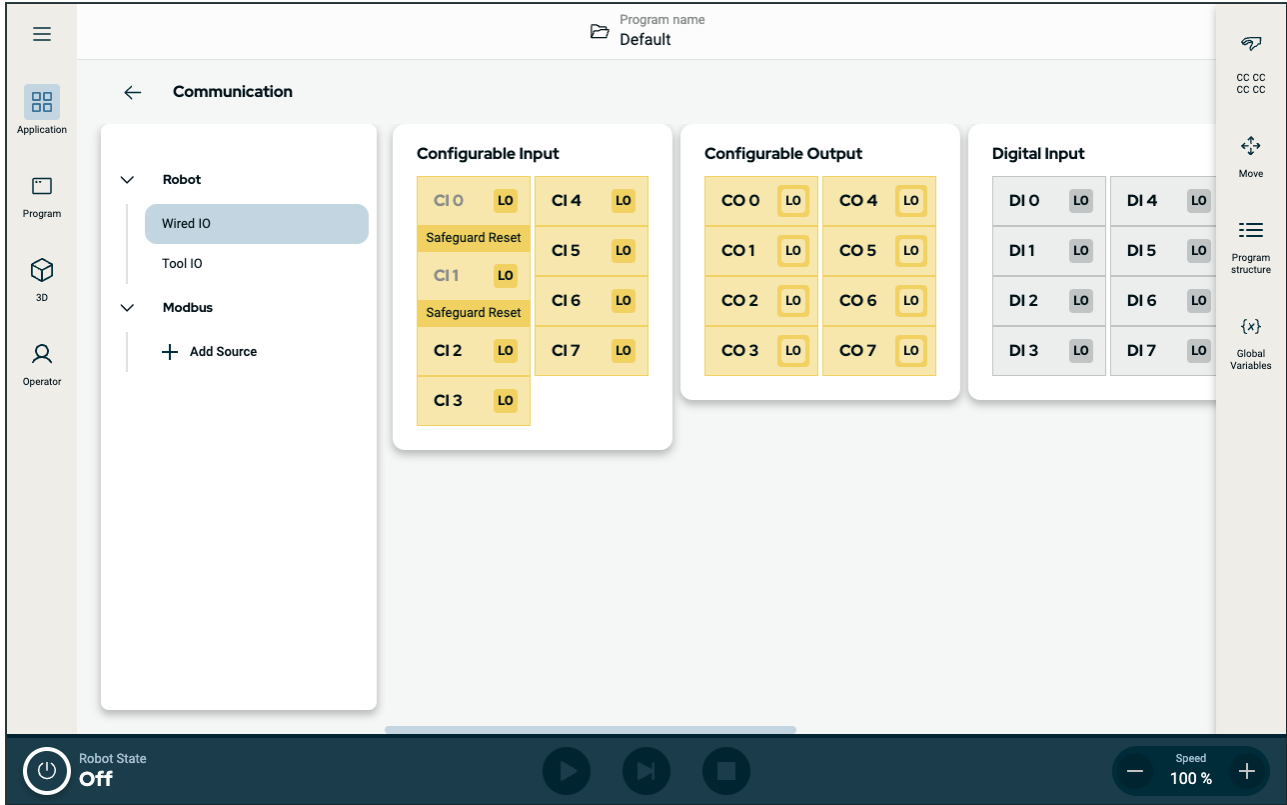 Program name
Default
Application
Program
3D
Operator
Communication
Robot
Wired IO
Tool IO
Modbus
Add Source
Configurable Input
CI 0 LO CI 4 LO
Safeguard Reset
CI 5 LO
CI 1 LO
Safeguard Reset
CI 6 LO
CI 2 LO CI 7 LO
CI 3 LO
Configurable Output
CO 0 LO CO 4 LO
CO 1 LO CO 5 LO
CO 2 LO CO 6 LO
CO 3 LO CO 7 LO
Digital Input
DI 0 LO DI 4 LO
DI 1 LO DI 5 LO
DI 2 LO DI 6 LO
DI 3 LO DI 7 LO
CC CC
CC CC
Move
Program
structure
{x}
Global
Variables
Robot State
Off
Speed
100 %